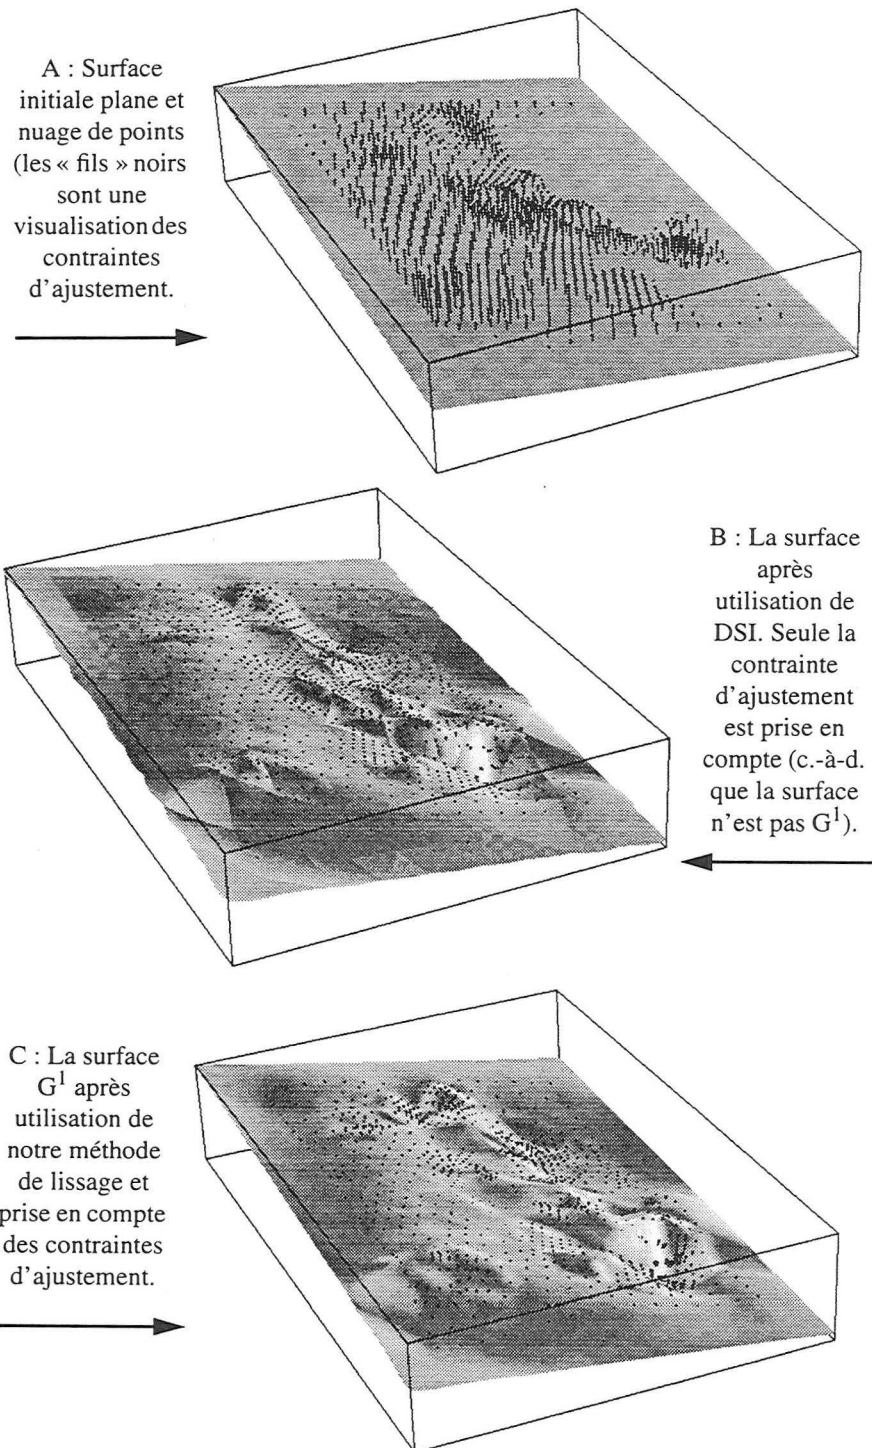 A : Surface
initiale plane et
nuage de points
(les « fils » noirs
sont une
visualisation des
contraintes
d'ajustement.
B : La surface
après
utilisation de
DSI. Seule la
contrainte
d'ajustement
est prise en
compte (c.-à-d.
que la surface
n'est pas G¹).
C : La surface
G¹ après
utilisation de
notre méthode
de lissage et
prise en compte
des contraintes
d'ajustement.